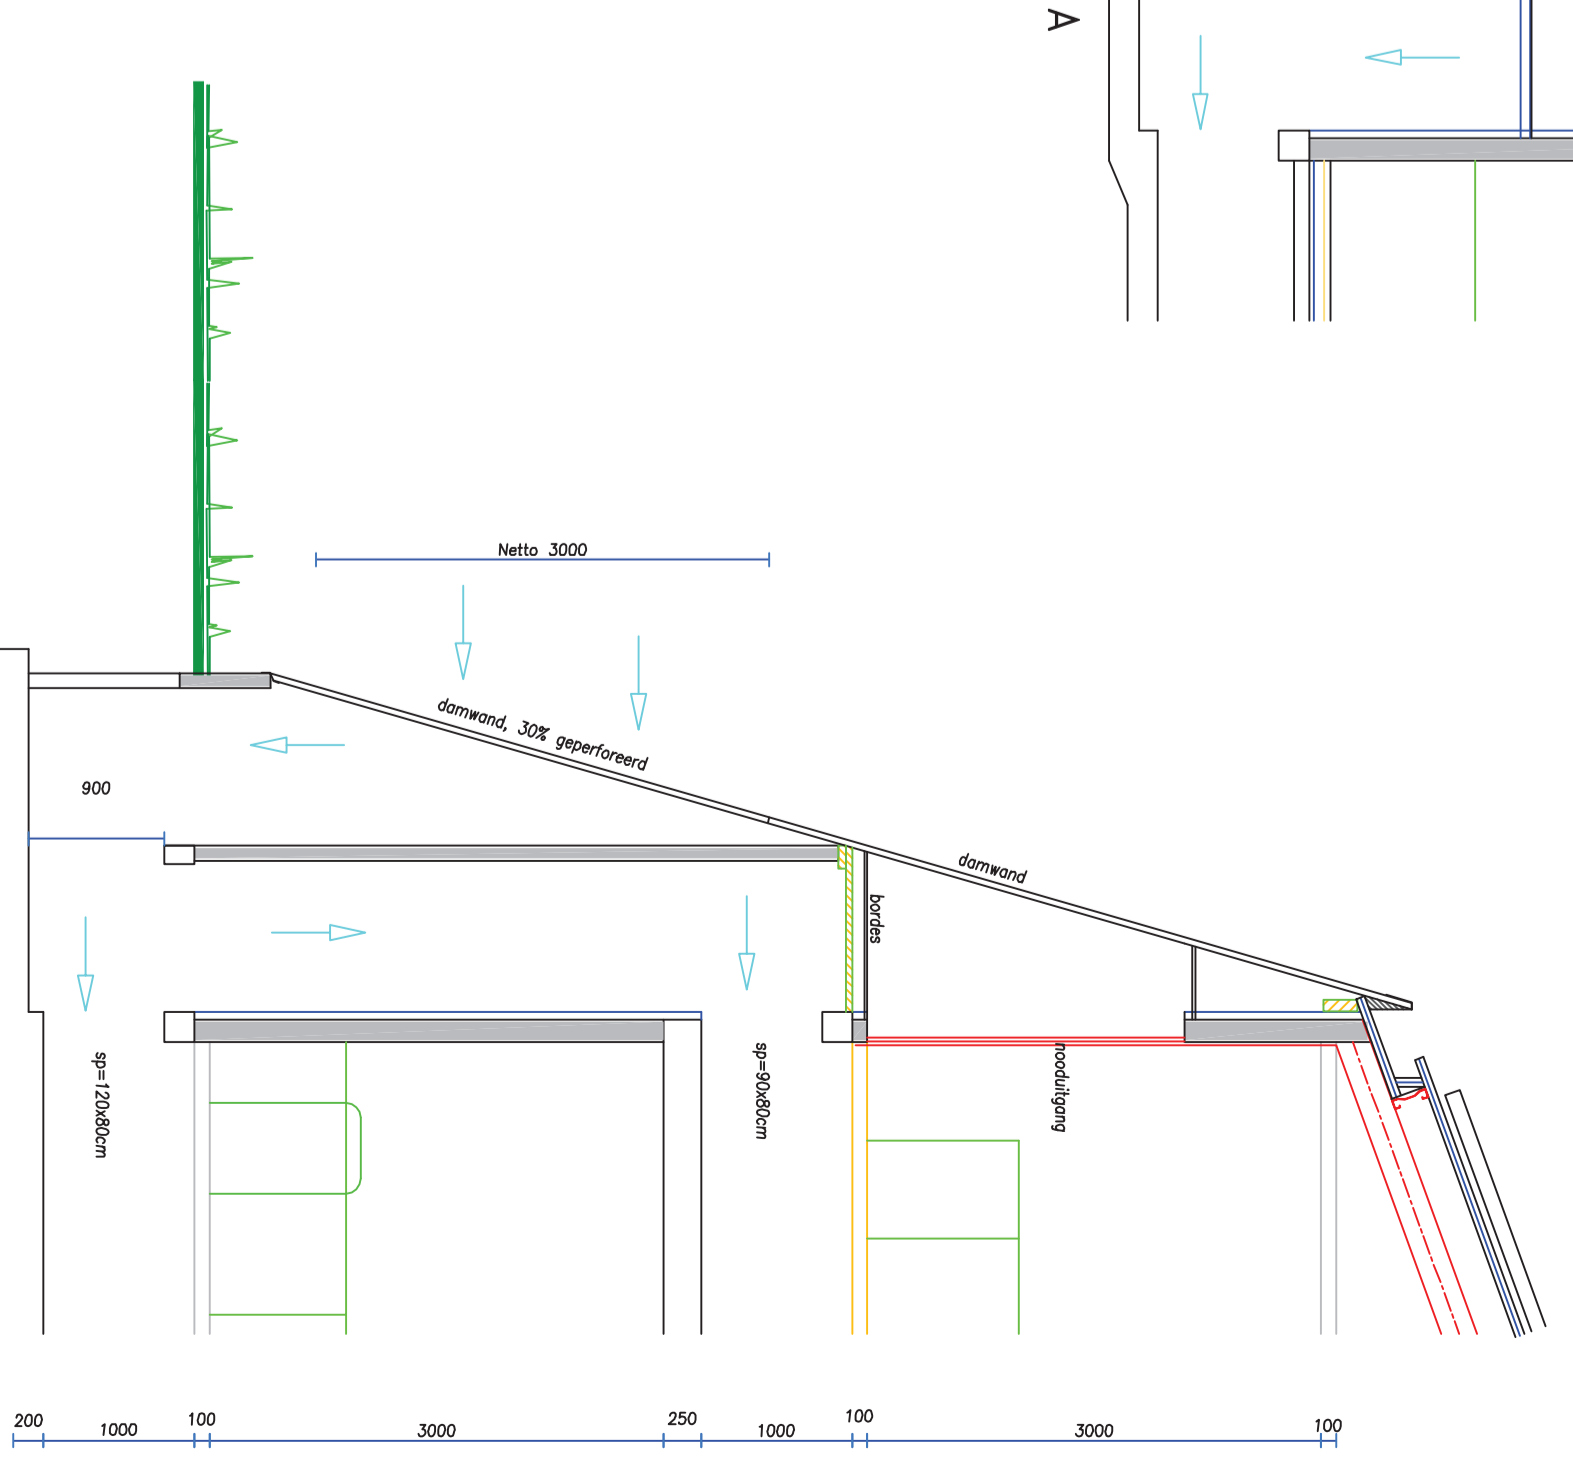 A
Netto 3000
damwand, 30% geperforeerd
900
damwand
bordes
sp=120x80cm
sp=90x80cm
nooduitgang
200
1000
100
3000
250
1000
100
3000
100